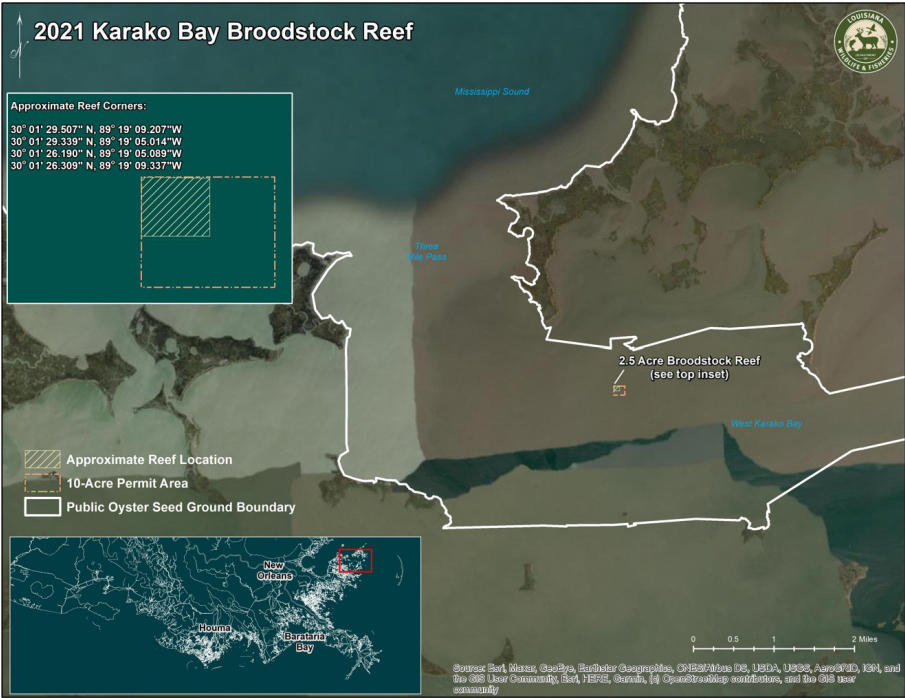 2021 Karako Bay Broodstock Reef
LOUISIANA
WILDLIFE & FISHERIES
Mississippi Sound
Approximate Reef Corners:
30° 01' 29.507" N, 89° 19' 09.207"W
30° 01' 29.339" N, 89° 19' 05.014"W
30° 01' 26.190" N, 89° 19' 05.089"W
30° 01' 26.309" N, 89° 19' 09.337"W
Three
Mile Pass
2.5 Acre Broodstock Reef
(see top inset)
West Karako Bay
Approximate Reef Location
10-Acre Permit Area
Public Oyster Seed Ground Boundary
New
Orleans
Houma
Barataria
Bay
0 0.5 1 2 Miles
Source: Esri, Maxar, GeoEye, Earthstar Geographics, CNES/Airbus DS, USDA, USGS, AeroGRID, IGN, and
the GIS User Community, Esri, HERE, Garmin, (c) OpenStreetMap contributors, and the GIS user
community